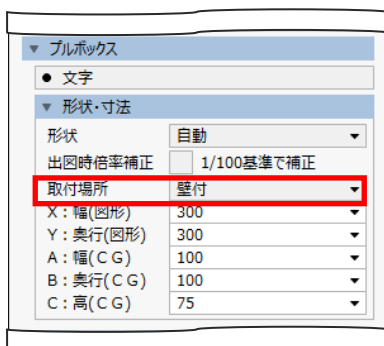 ▼ プルボックス
● 文字
▼ 形状・寸法
形状 自動
出図時倍率補正 1/100基準で補正
取付場所 壁付
X：幅(図形) 300
Y：奥行(図形) 300
A：幅(ＣＧ) 100
B：奥行(ＣＧ) 100
C：高(ＣＧ) 75